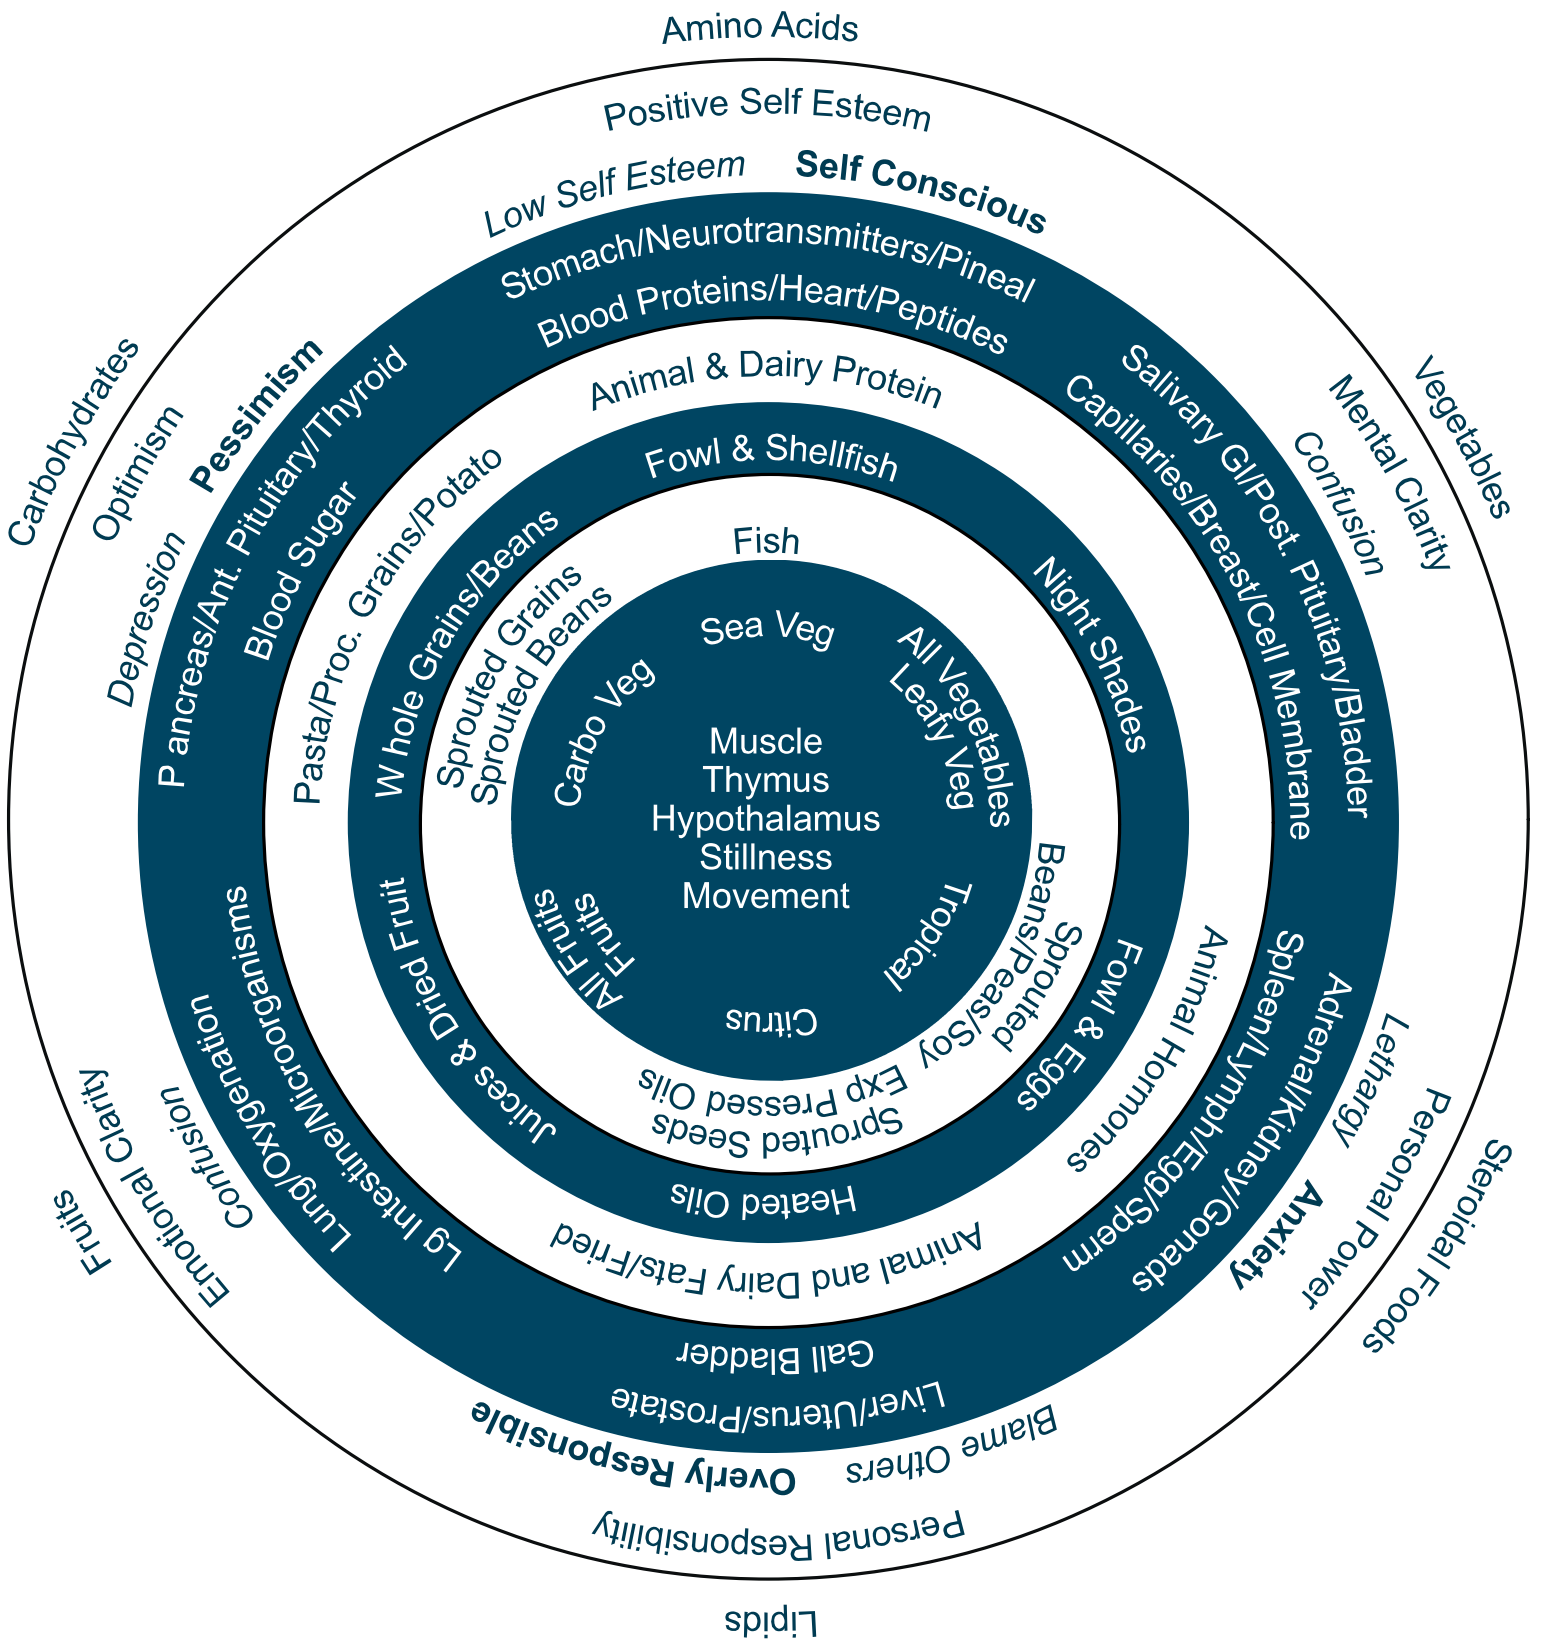 Amino Acids
Positive Self Esteem
Low Self Esteem
Self Conscious
Stomach/Neurotransmitters/Pineal
Blood Proteins/Heart/Peptides
Animal & Dairy Protein
Fowl & Shellfish
Fish
Sea Veg
Vegetables
Mental Clarity
Confusion
Salivary Gl/Post. Pituitary/Bladder
Capillaries/Breast/Cell Membrane
Night Shades
All Vegetables
Leafy Veg
Steroidal Foods
Personal Power
Lethargy
Anxiety
Adrenal/Kidney/Gonads
Spleen/Lymph/Egg/Sperm
Animal Hormones
Fowl & Eggs
Sprouted
Beans/Peas/Soy
Tropical
Lipids
Personal Responsibility
Blame Others
Overly Responsible
Liver/Uterus/Prostate
Gall Bladder
Animal and Dairy Fats/Fried
Heated Oils
Sprouted Seeds
Exp Pressed Oils
Citrus
Fruits
Emotional Clarity
Confusion
Lung/Oxygenation
Lg Intestine/Microorganisms
Juices & Dried Fruit
All Fruits
Fruits
Carbohydrates
Optimism
Depression
Pessimism
P ancreas/Ant. Pituitary/Thyroid
Blood Sugar
Pasta/Proc. Grains/Potato
W hole Grains/Beans
Sprouted Grains
Sprouted Beans
Carbo Veg
Muscle
Thymus
Hypothalamus
Stillness
Movement